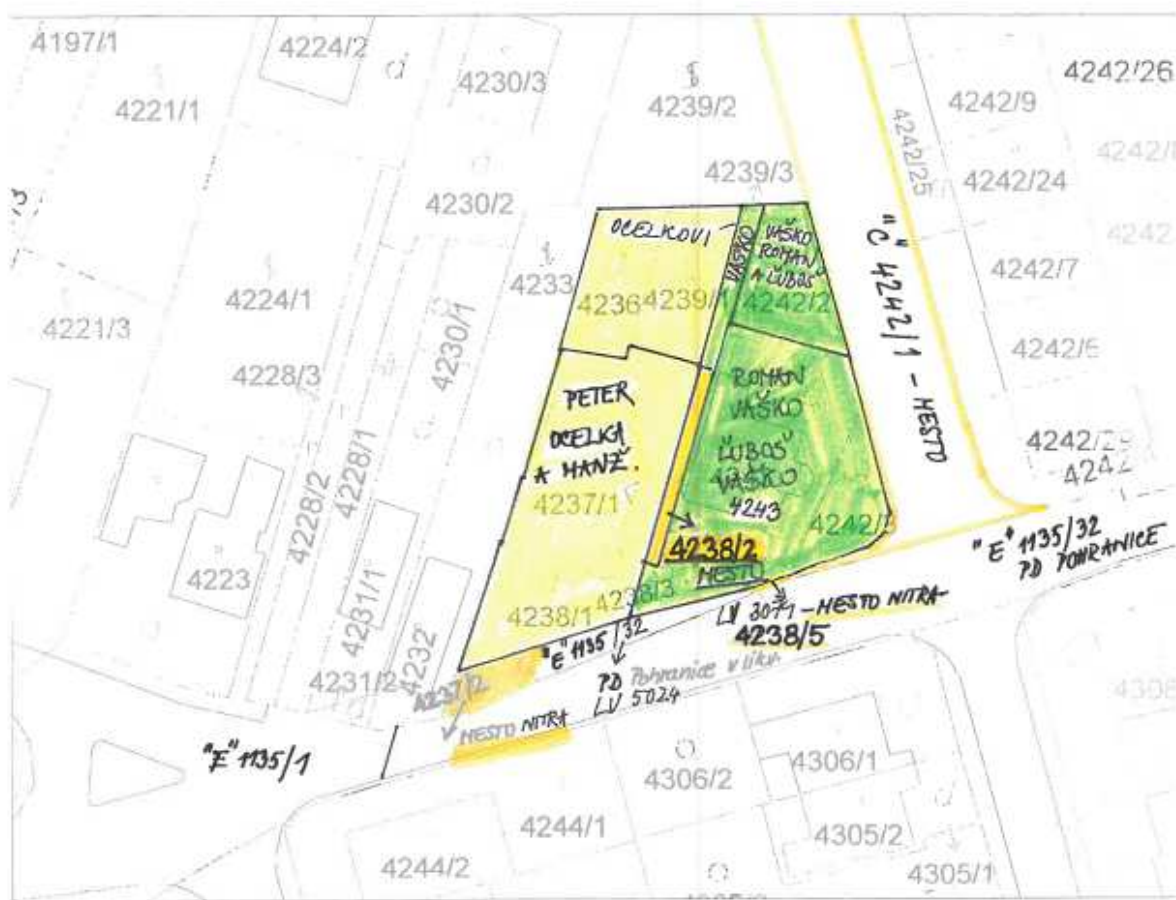 4197/1
4224/2
4230/3
4239/2
4242/26
4242/9
4221/1
4242/25
4239/3
4242/24
4230/2
OCELKOVI
VAŠKO
VAŠKO
ROMAN
A ĽUBOŠ
"C" 4242/1 - MESTO
4233
4242/7
4224/1
4236
4239/1
4242/2
4221/3
4230/1
4242/6
4228/3
PETER
OCELKA
A MANŽ.
4237/1
ROMAN
VAŠKO
ĽUBOŠ
VAŠKO
4243
4228/1
4228/2
4238/2
MESTO
"E" 1135/32
PD POHRANICE
4223
4231/1
4232
4238/1
4238/3
LV 3071 - MESTO NITRA
4238/5
"E" 1135/32
4231/2
4237/2
PD Pohranice v likv.
LV 5024
MESTO NITRA
"E" 1135/1
4306/2
4306/1
4244/1
4305/2
4244/2
4305/1